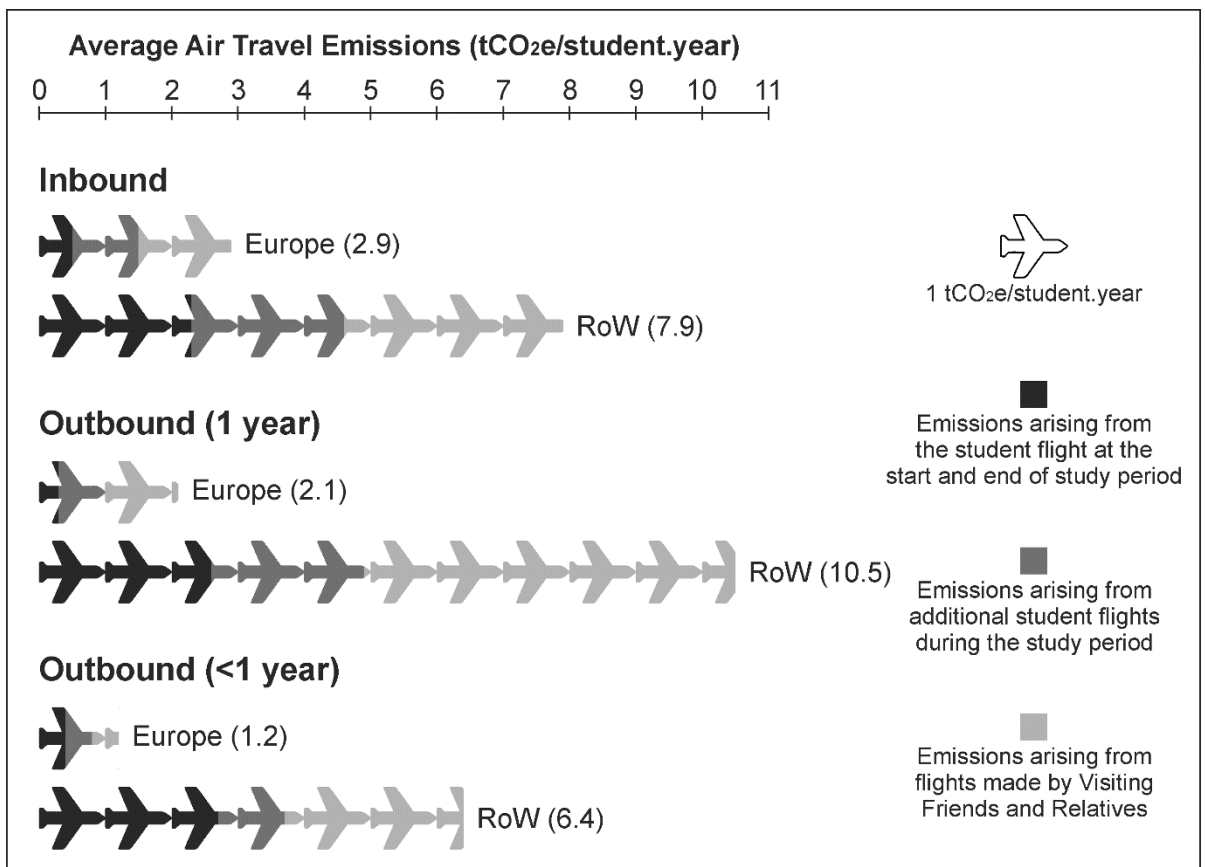 Average Air Travel Emissions (tCO₂e/student.year)
0 1 2 3 4 5 6 7 8 9 10 11
Inbound
Europe (2.9)
RoW (7.9)
Outbound (1 year)
Europe (2.1)
RoW (10.5)
Outbound (<1 year)
Europe (1.2)
RoW (6.4)
1 tCO₂e/student.year
Emissions arising from
the student flight at the
start and end of study period
Emissions arising from
additional student flights
during the study period
Emissions arising from
flights made by Visiting
Friends and Relatives